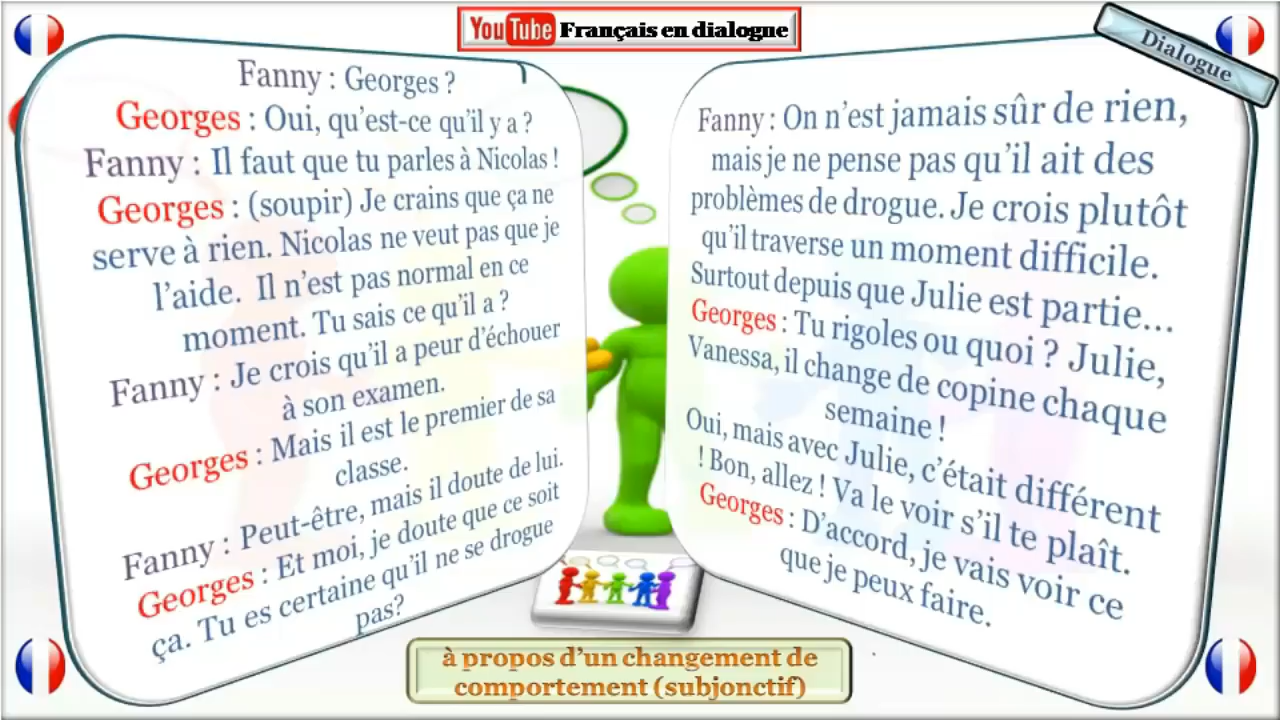 YouTube Français en dialogue
Dialogue
Fanny : Georges ?
Georges : Oui, qu'est-ce qu'il y a ?
Fanny : Il faut que tu parles à Nicolas !
Georges : (soupir) Je crains que ça ne
serve à rien. Nicolas ne veut pas que je
l'aide. Il n'est pas normal en ce
moment. Tu sais ce qu'il a ?
Fanny : Je crois qu'il a peur d'échouer
à son examen.
Georges : Mais il est le premier de sa
classe.
Fanny : Peut-être, mais il doute de lui.
Georges : Et moi, je doute que ce soit
ça. Tu es certaine qu'il ne se drogue
pas?
Fanny : On n'est jamais sûr de rien,
mais je ne pense pas qu'il ait des
problèmes de drogue. Je crois plutôt
qu'il traverse un moment difficile.
Surtout depuis que Julie est partie...
Georges : Tu rigoles ou quoi ? Julie,
Vanessa, il change de copine chaque
semaine !
Oui, mais avec Julie, c'était différent
! Bon, allez ! Va le voir s'il te plaît.
Georges : D'accord, je vais voir ce
que je peux faire.
à propos d'un changement de
comportement (subjonctif)